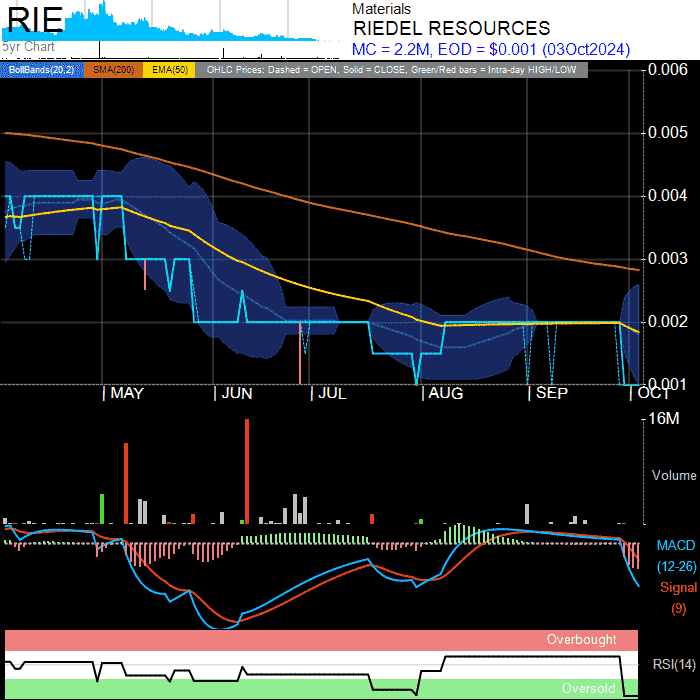 RIE
5yr Chart
Materials
RIEDEL RESOURCES
MC = 2.2M, EOD = $0.001 (03Oct2024)
BollBands(20,2) SMA(200) EMA(50) OHLC Prices: Dashed = OPEN, Solid = CLOSE, Green/Red bars = Intra-day HIGH/LOW
0.006
0.005
0.004
0.003
0.002
0.001
MAY JUN JUL AUG SEP OCT
16M
Volume
MACD
(12-26)
Signal
(9)
Overbought
RSI(14)
Oversold